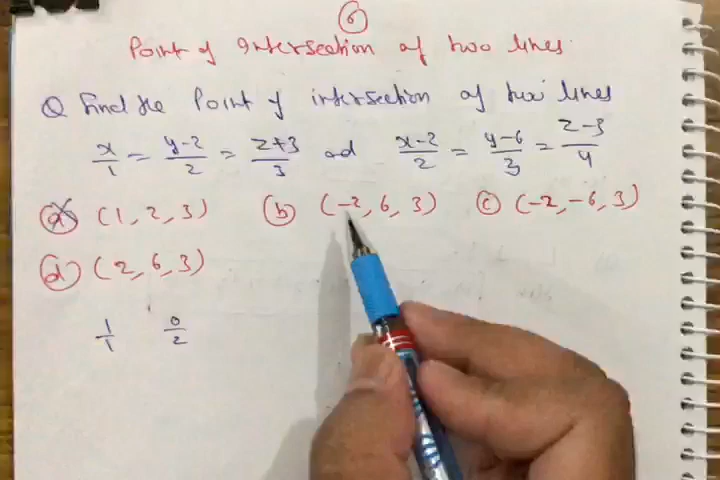 6
Point of Intersection of two lines
Q Find the Point of intersection of two lines
x/1 = y-2/2 = z+3/3 and x-2/2 = y-6/3 = z-3/4
(a) (1, 2, 3) (b) (-2, 6, 3) (c) (-2, -6, 3)
(d) (2, 6, 3)
1/1 0/2